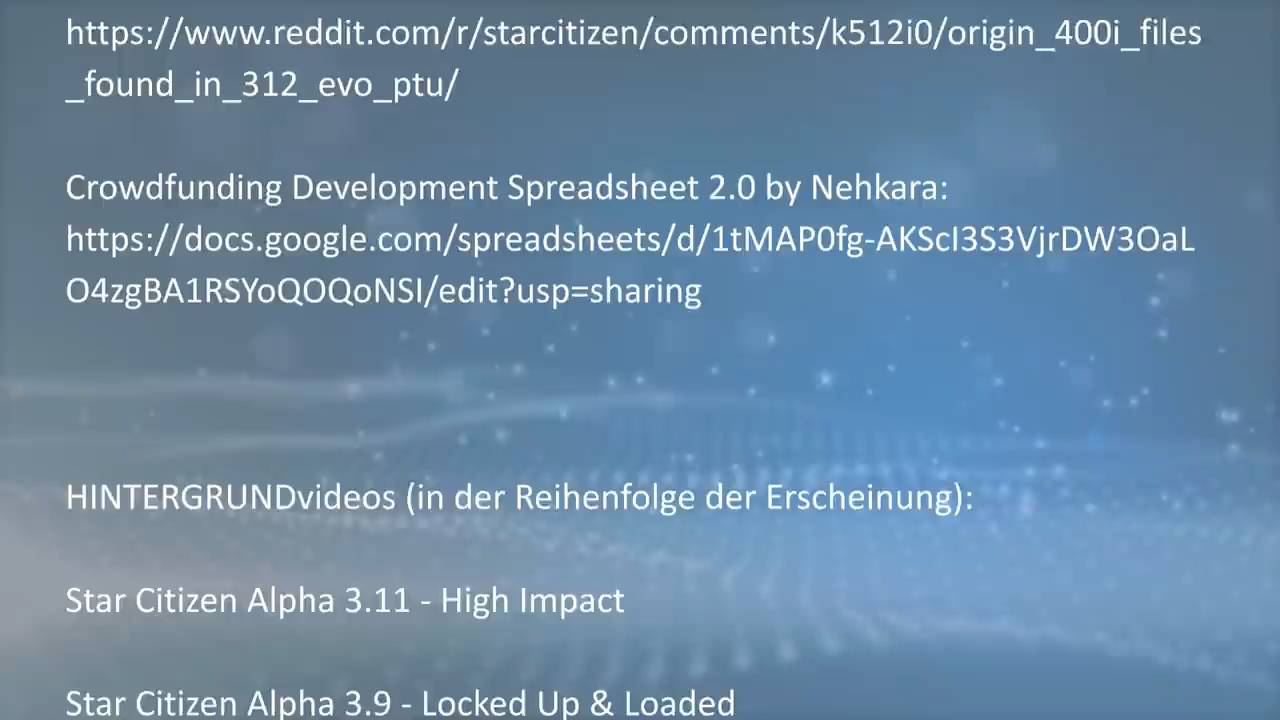 https://www.reddit.com/r/starcitizen/comments/k512i0/origin_400i_files
_found_in_312_evo_ptu/
Crowdfunding Development Spreadsheet 2.0 by Nehkara:
https://docs.google.com/spreadsheets/d/1tMAP0fg-AKScI3S3VjrDW3OaL
O4zgBA1RSYoQOQoNSI/edit?usp=sharing
HINTERGRUNDvideos (in der Reihenfolge der Erscheinung):
Star Citizen Alpha 3.11 - High Impact
Star Citizen Alpha 3.9 - Locked Up & Loaded